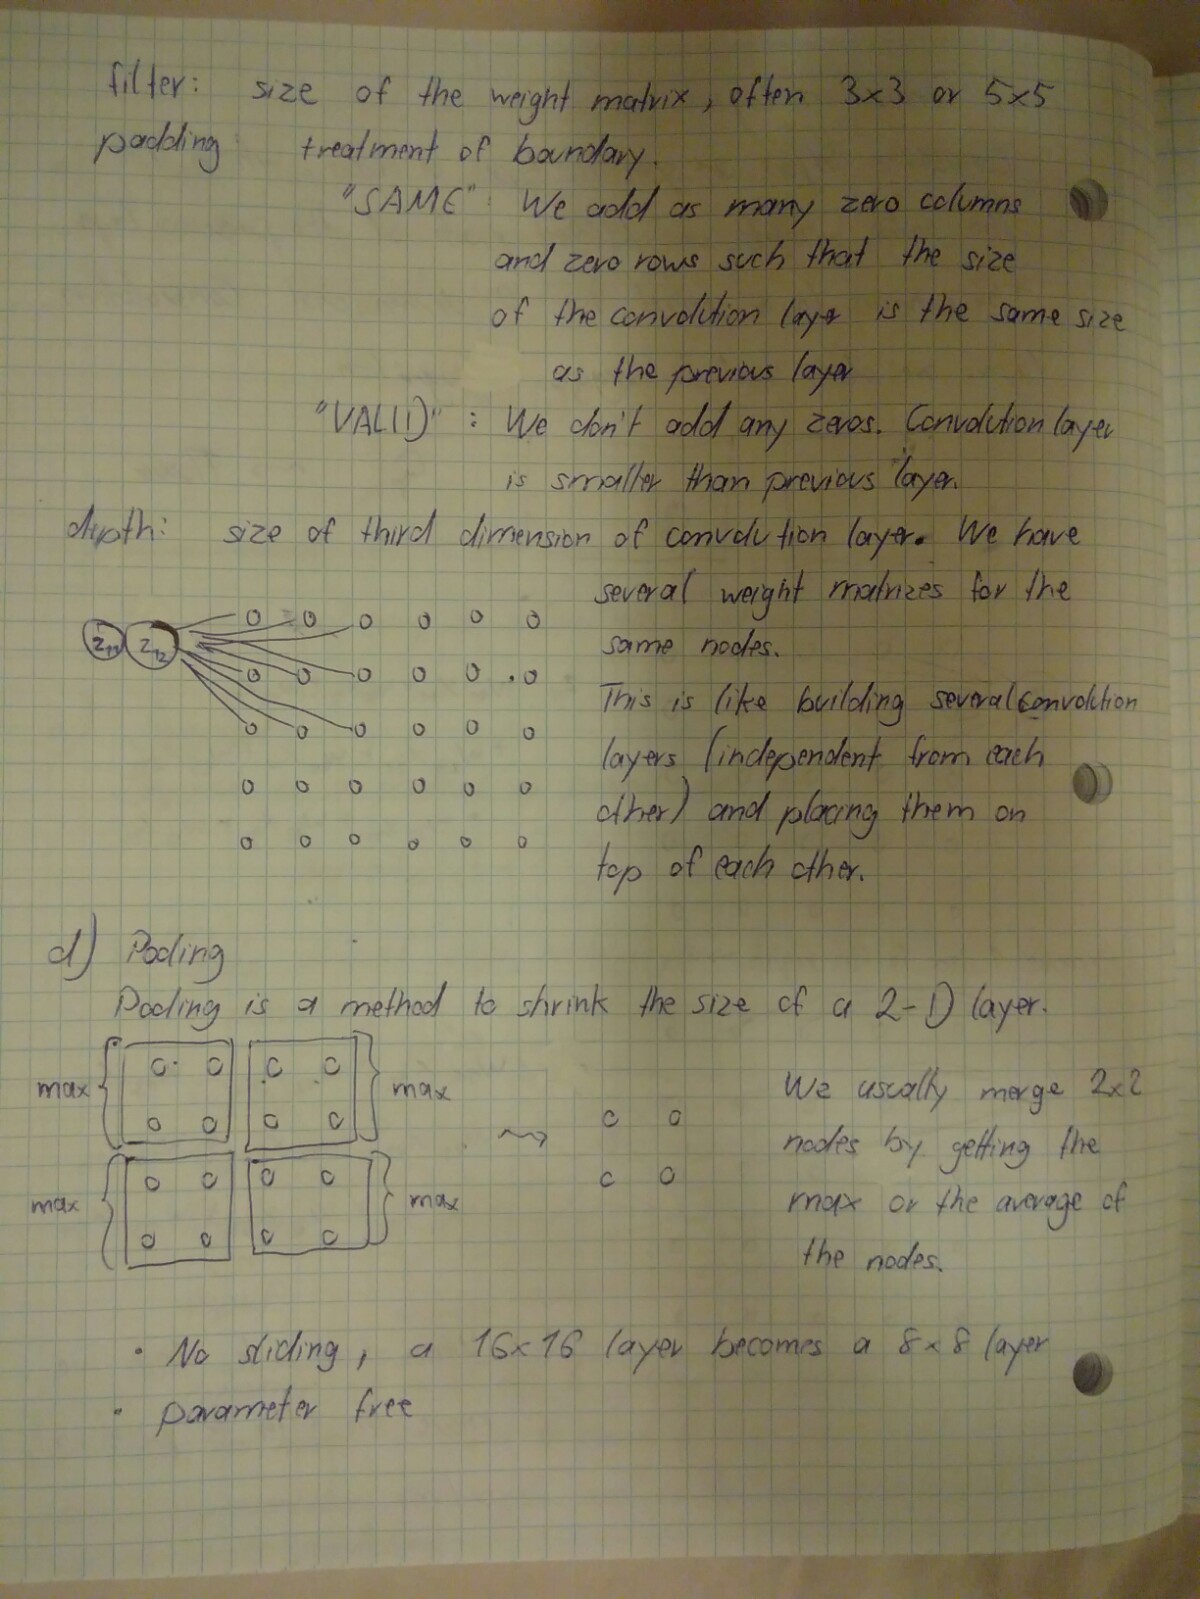 filter: size of the weight matrix, often 3x3 or 5x5
padding: treatment of boundary.
"SAME": We add as many zero columns
and zero rows such that the size
of the convolution layer is the same size
as the previous layer
"VALID": We don't add any zeros. Convolution layer
is smaller than previous layer.
depth: size of third dimension of convolution layer. We have
several weight matrizes for the
same nodes.
This is like building several convolution
layers (independent from each
other) and placing them on
top of each other.
d) Pooling
Pooling is a method to shrink the size of a 2-D layer.
max max
We usually merge 2x2
nodes by getting the
max or the average of
the nodes.
max max
• No sliding, a 16x16 layer becomes a 8x8 layer
• parameter free